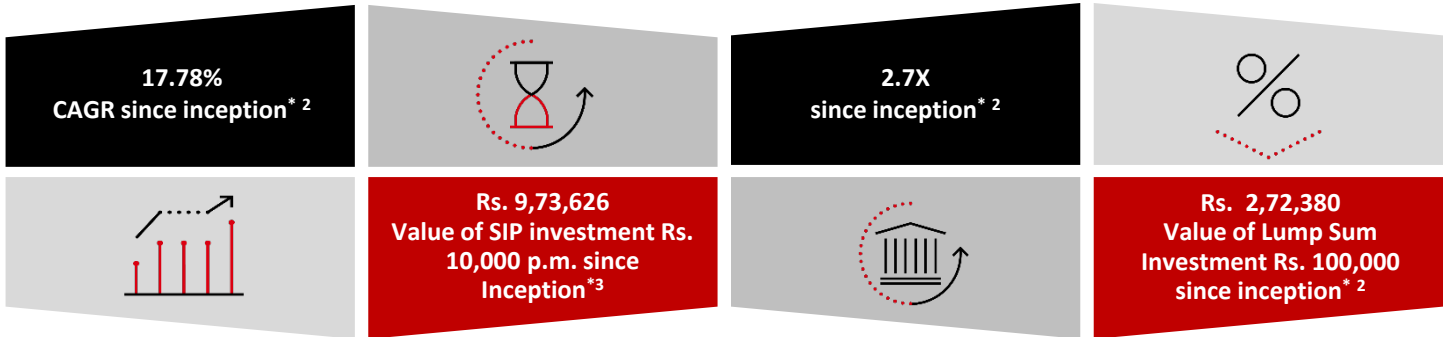 17.78%
CAGR since inception* 2
2.7X
since inception* 2
Rs. 9,73,626
Value of SIP investment Rs.
10,000 p.m. since
Inception*3
Rs. 2,72,380
Value of Lump Sum
Investment Rs. 100,000
since inception* 2